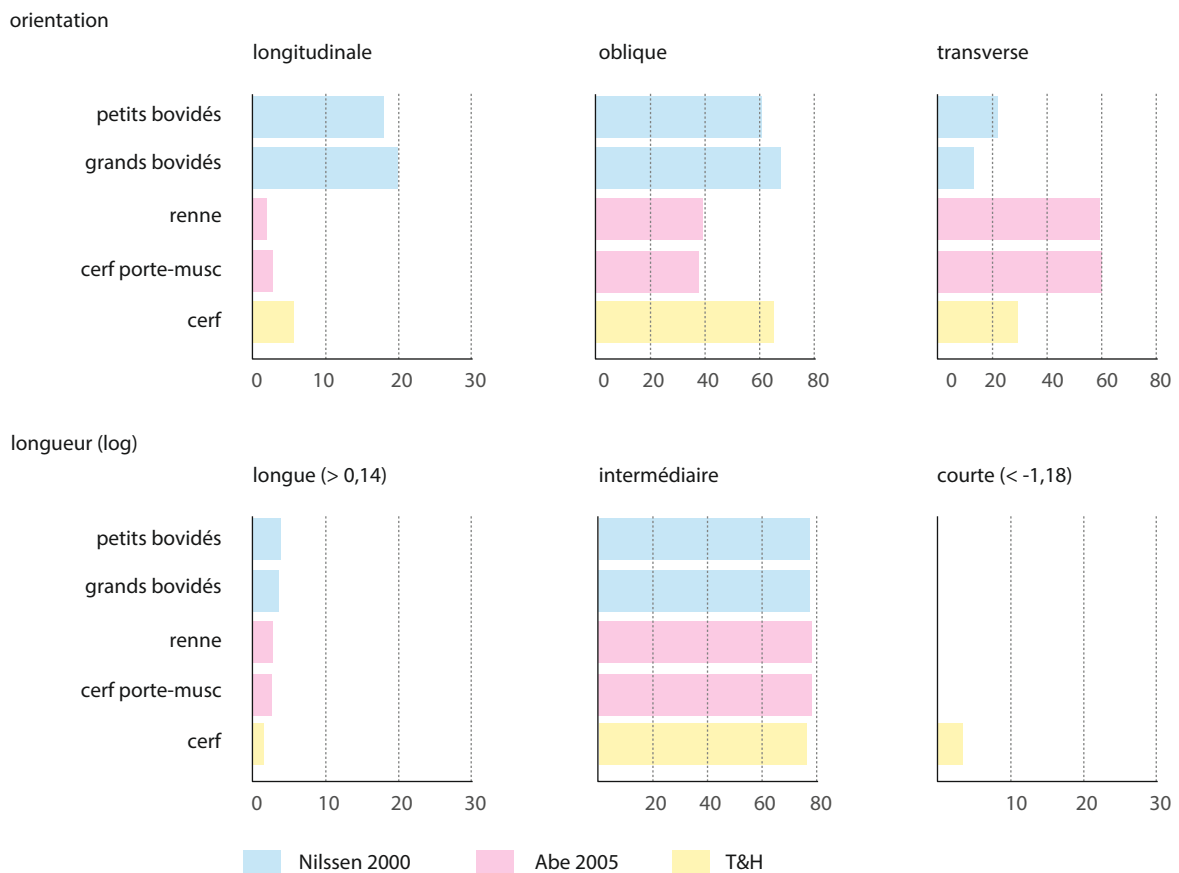 orientation
longitudinale oblique transverse
petits bovidés
grands bovidés
renne
cerf porte-musc
cerf
0 10 20 30 0 20 40 60 80 0 20 40 60 80
longueur (log)
longue (> 0,14) intermédiaire courte (< -1,18)
petits bovidés
grands bovidés
renne
cerf porte-musc
cerf
0 10 20 30 20 40 60 80 10 20 30
Nilssen 2000 Abe 2005 T&H